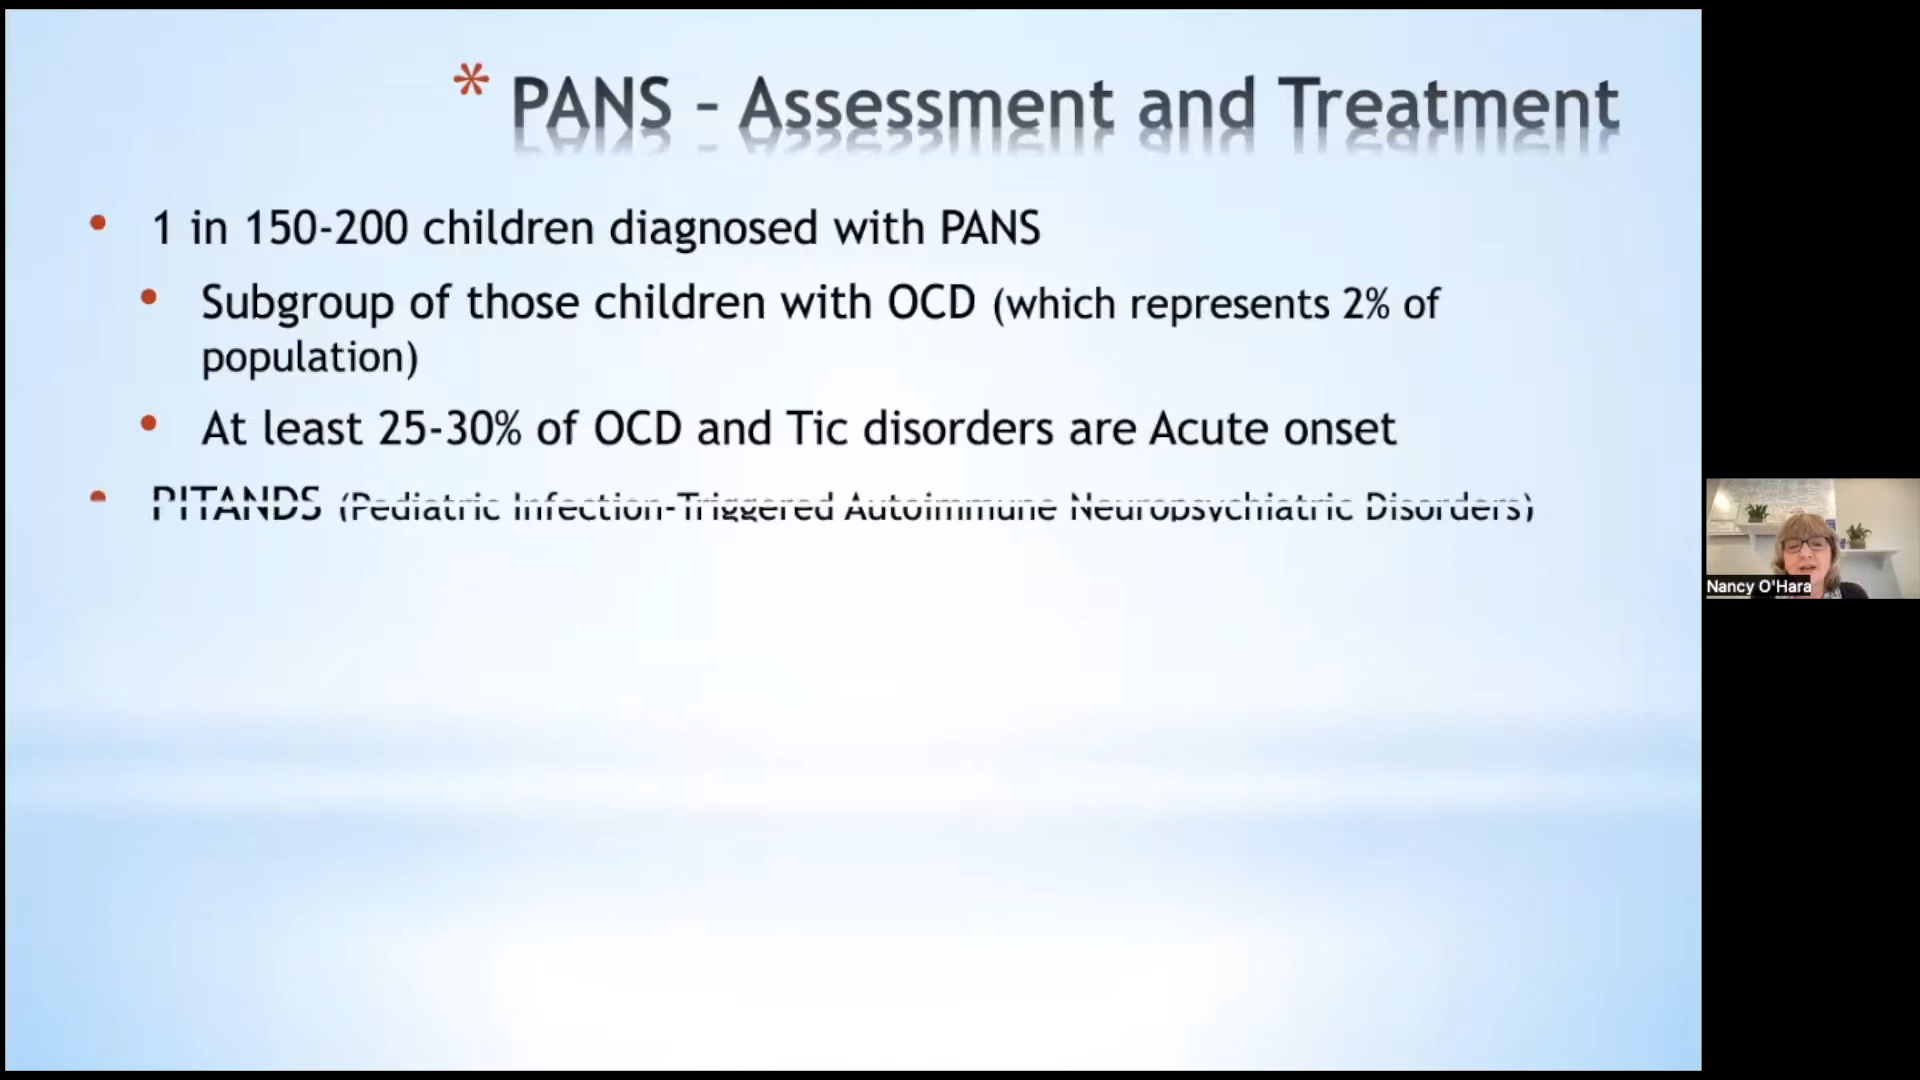 * PANS – Assessment and Treatment
• 1 in 150-200 children diagnosed with PANS
• Subgroup of those children with OCD (which represents 2% of
population)
• At least 25-30% of OCD and Tic disorders are Acute onset
• PITANDS (Pediatric Infection-Triggered Autoimmune Neuropsychiatric Disorders)
Nancy O'Hara